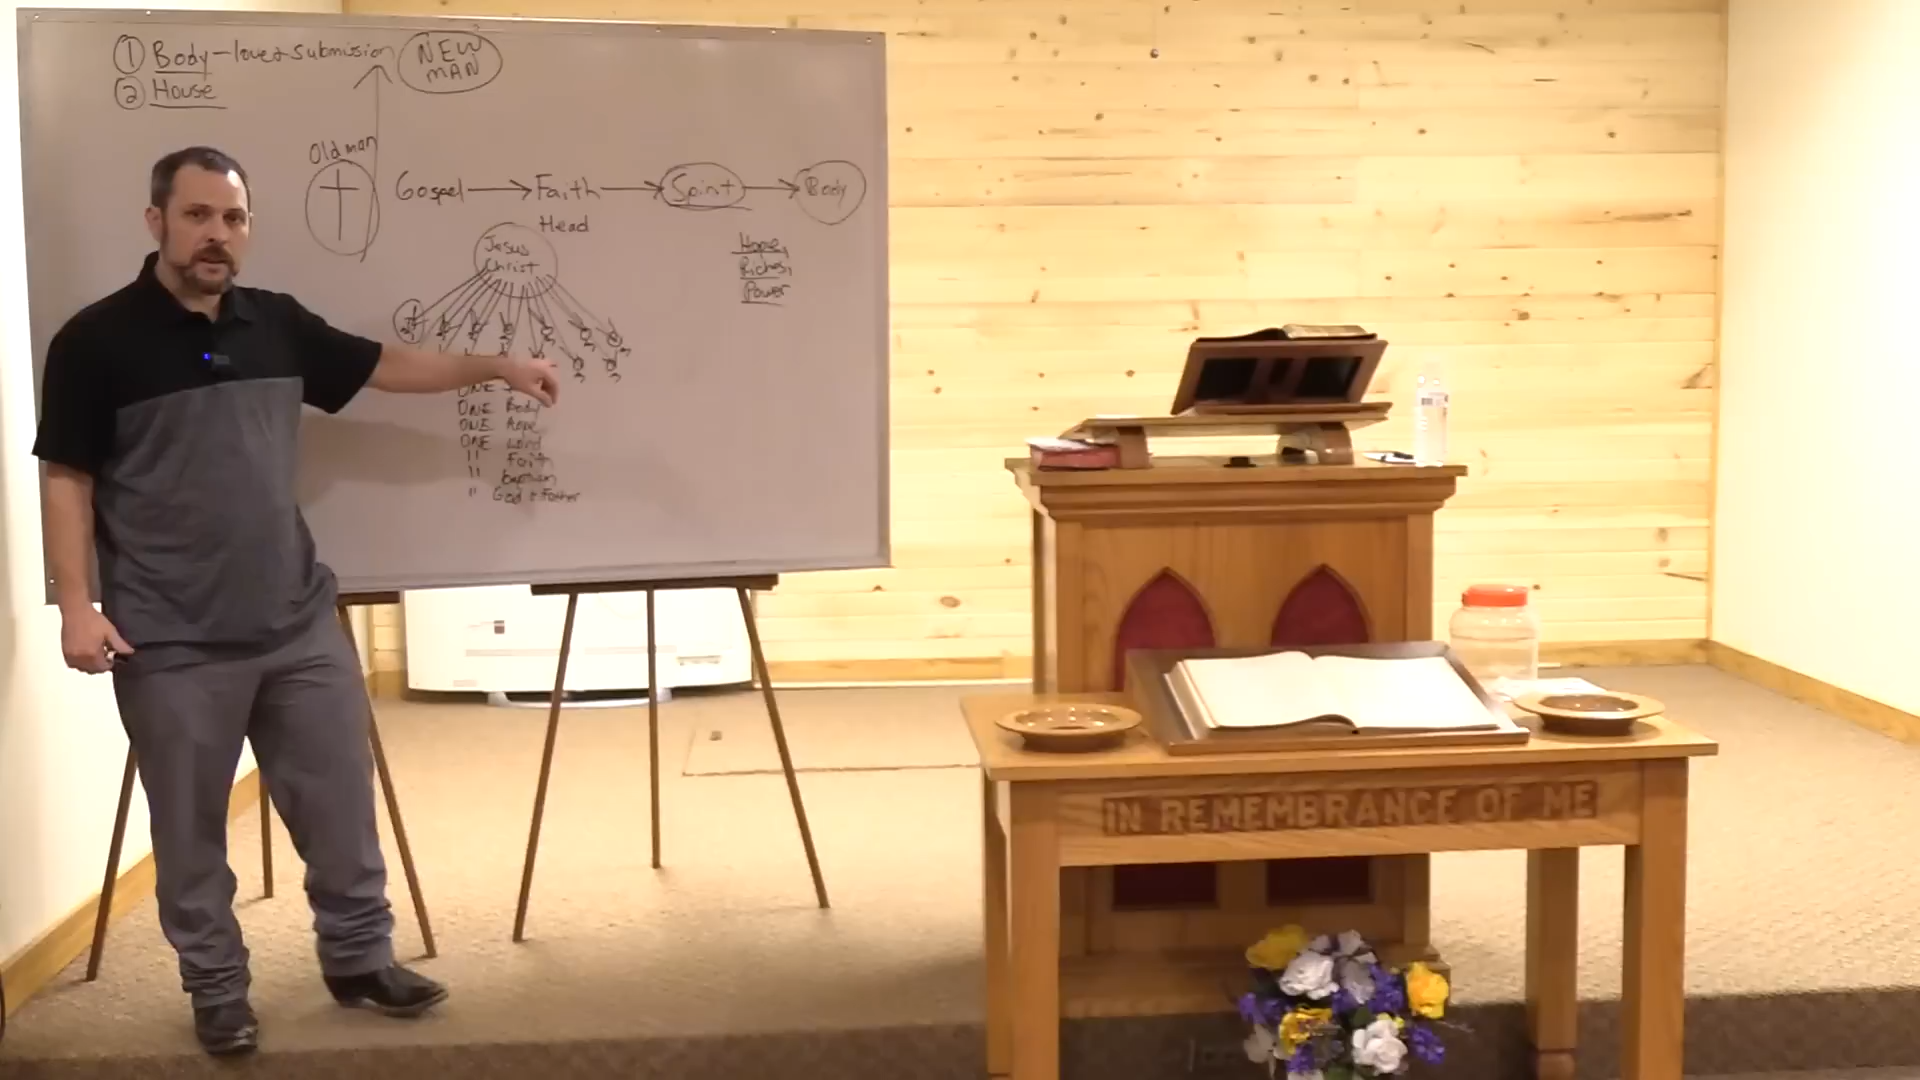 ① Body – love & submission
NEW MAN
② House
Old man
Gospel → Faith → Spirit → Body
Head
Jesus
Christ
Hope,
Riches,
Power
ONE
ONE Body
ONE Hope
ONE Lord
" Faith
" baptism
" God & Father
IN REMEMBRANCE OF ME